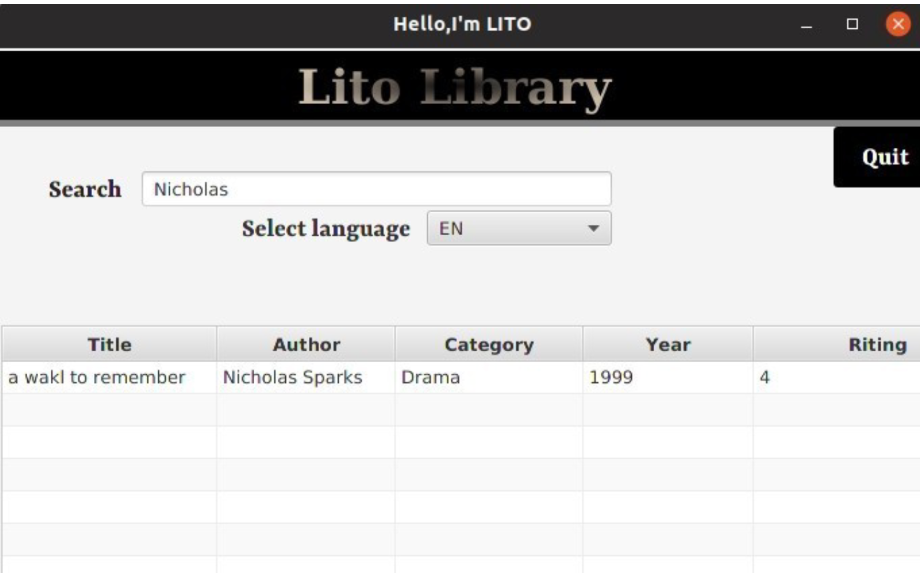 Hello,I'm LITO
Lito Library
Quit
Search Nicholas
Select language EN
Title Author Category Year Riting
a wakl to remember Nicholas Sparks Drama 1999 4